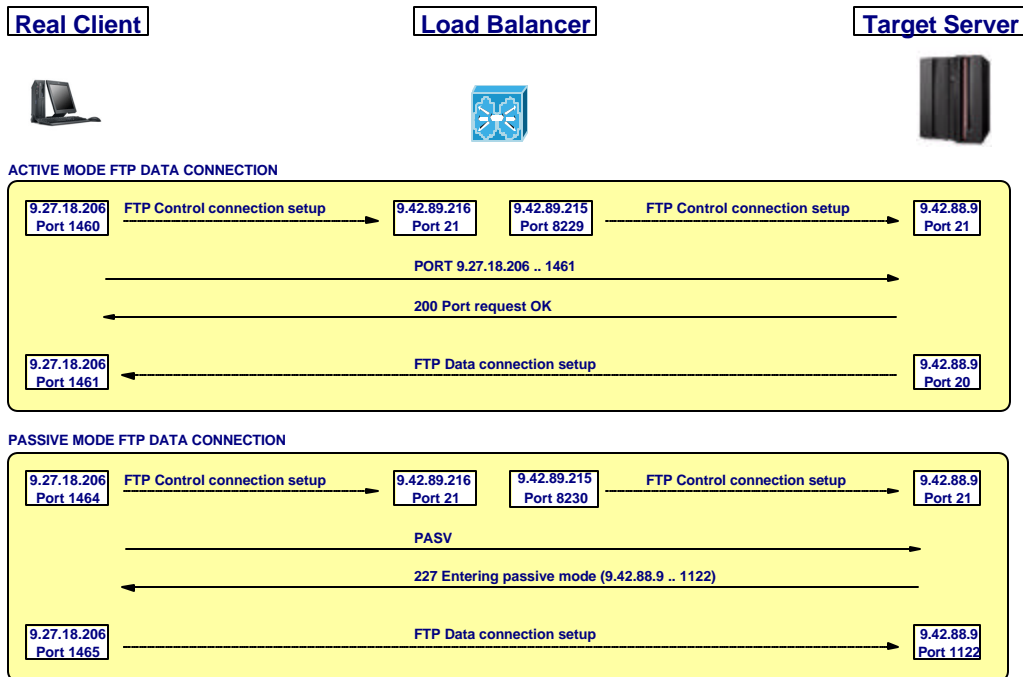 Real Client
Load Balancer
Target Server
ACTIVE MODE FTP DATA CONNECTION
9.27.18.206
Port 1460
FTP Control connection setup
9.42.89.216
Port 21
9.42.89.215
Port 8229
FTP Control connection setup
9.42.88.9
Port 21
PORT 9.27.18.206 .. 1461
200 Port request OK
9.27.18.206
Port 1461
FTP Data connection setup
9.42.88.9
Port 20
PASSIVE MODE FTP DATA CONNECTION
9.27.18.206
Port 1464
FTP Control connection setup
9.42.89.216
Port 21
9.42.89.215
Port 8230
FTP Control connection setup
9.42.88.9
Port 21
PASV
227 Entering passive mode (9.42.88.9 .. 1122)
9.27.18.206
Port 1465
FTP Data connection setup
9.42.88.9
Port 1122